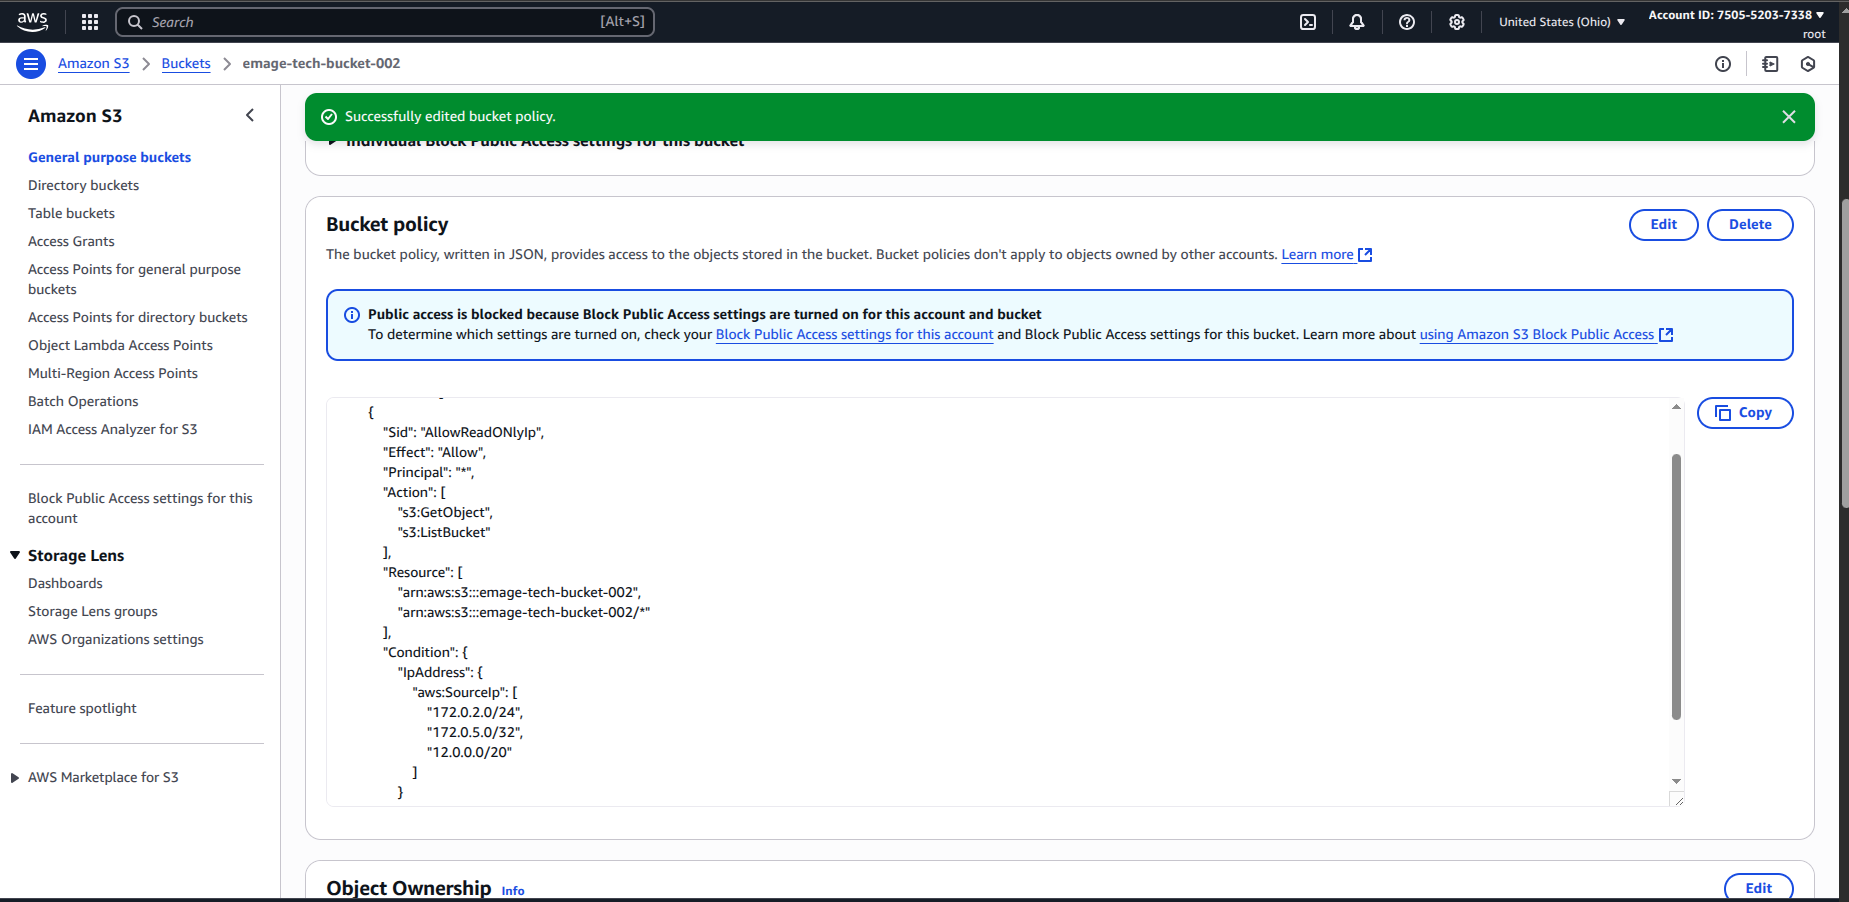 aws
Search
[Alt+S]
United States (Ohio)
Account ID: 7505-5203-7338
root
Amazon S3
Buckets
emage-tech-bucket-002
Amazon S3
General purpose buckets
Directory buckets
Table buckets
Access Grants
Access Points for general purpose
buckets
Access Points for directory buckets
Object Lambda Access Points
Multi-Region Access Points
Batch Operations
IAM Access Analyzer for S3
Block Public Access settings for this
account
Storage Lens
Dashboards
Storage Lens groups
AWS Organizations settings
Feature spotlight
AWS Marketplace for S3
Successfully edited bucket policy.
Individual Block Public Access settings for this bucket
Bucket policy
Edit
Delete
The bucket policy, written in JSON, provides access to the objects stored in the bucket. Bucket policies don't apply to objects owned by other accounts. Learn more
Public access is blocked because Block Public Access settings are turned on for this account and bucket
To determine which settings are turned on, check your Block Public Access settings for this account and Block Public Access settings for this bucket. Learn more about using Amazon S3 Block Public Access
Copy
{
"Sid": "AllowReadONlyIp",
"Effect": "Allow",
"Principal": "*",
"Action": [
"s3:GetObject",
"s3:ListBucket"
],
"Resource": [
"arn:aws:s3:::emage-tech-bucket-002",
"arn:aws:s3:::emage-tech-bucket-002/*"
],
"Condition": {
"IpAddress": {
"aws:SourceIp": [
"172.0.2.0/24",
"172.0.5.0/32",
"12.0.0.0/20"
]
}
Object Ownership Info
Edit